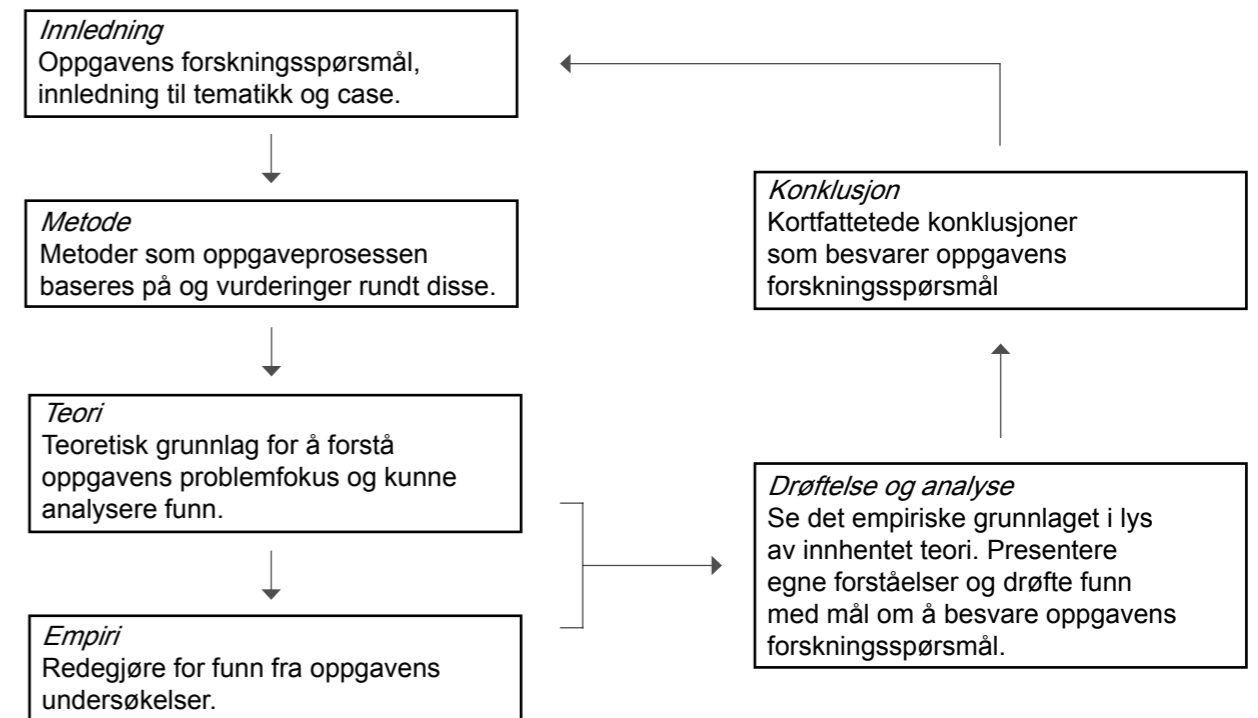 Innledning
Oppgavens forskningsspørsmål,
innledning til tematikk og case.
Metode
Metoder som oppgaveprosessen
baseres på og vurderinger rundt disse.
Teori
Teoretisk grunnlag for å forstå
oppgavens problemfokus og kunne
analysere funn.
Empiri
Redegjøre for funn fra oppgavens
undersøkelser.
Drøftelse og analyse
Se det empiriske grunnlaget i lys
av innhentet teori. Presentere
egne forståelser og drøfte funn
med mål om å besvare oppgavens
forskningsspørsmål.
Konklusjon
Kortfattetede konklusjoner
som besvarer oppgavens
forskningsspørsmål